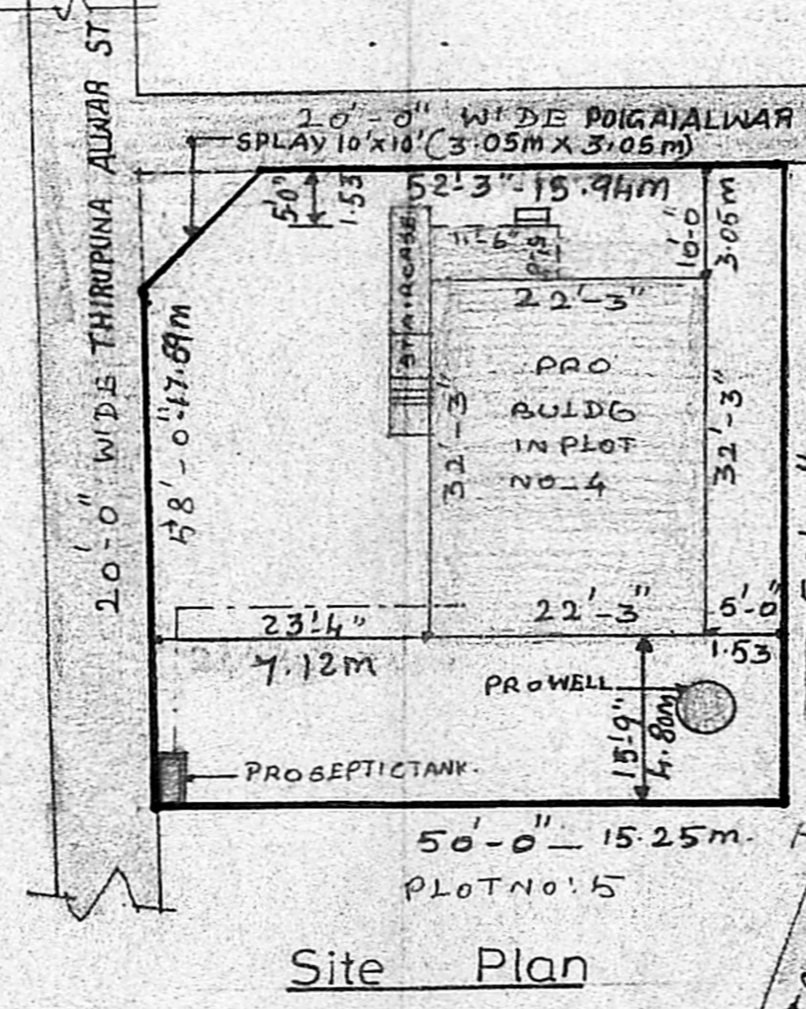 20'-0" WIDE POIGAIALWAR
SPLAY 10'x10' (3.05m X 3.05m)
20'-0" WIDE THIRUPUNA ALWAR ST
5'0"
1.53
52'-3"-15.94m
10'-0
3.05m
STAIRCASE
11'-6"
22'-3"
58'-0"-17.69m
32'-3"
PRO
BULDG
IN PLOT
NO-4
32'-3"
23'-4"
7.12m
22'-3"
5'-0"
1.53
PROWELL
15'-9"
4.80m
PROSEPTICTANK.
50'-0"- 15.25m.
PLOT NO:5
Site Plan